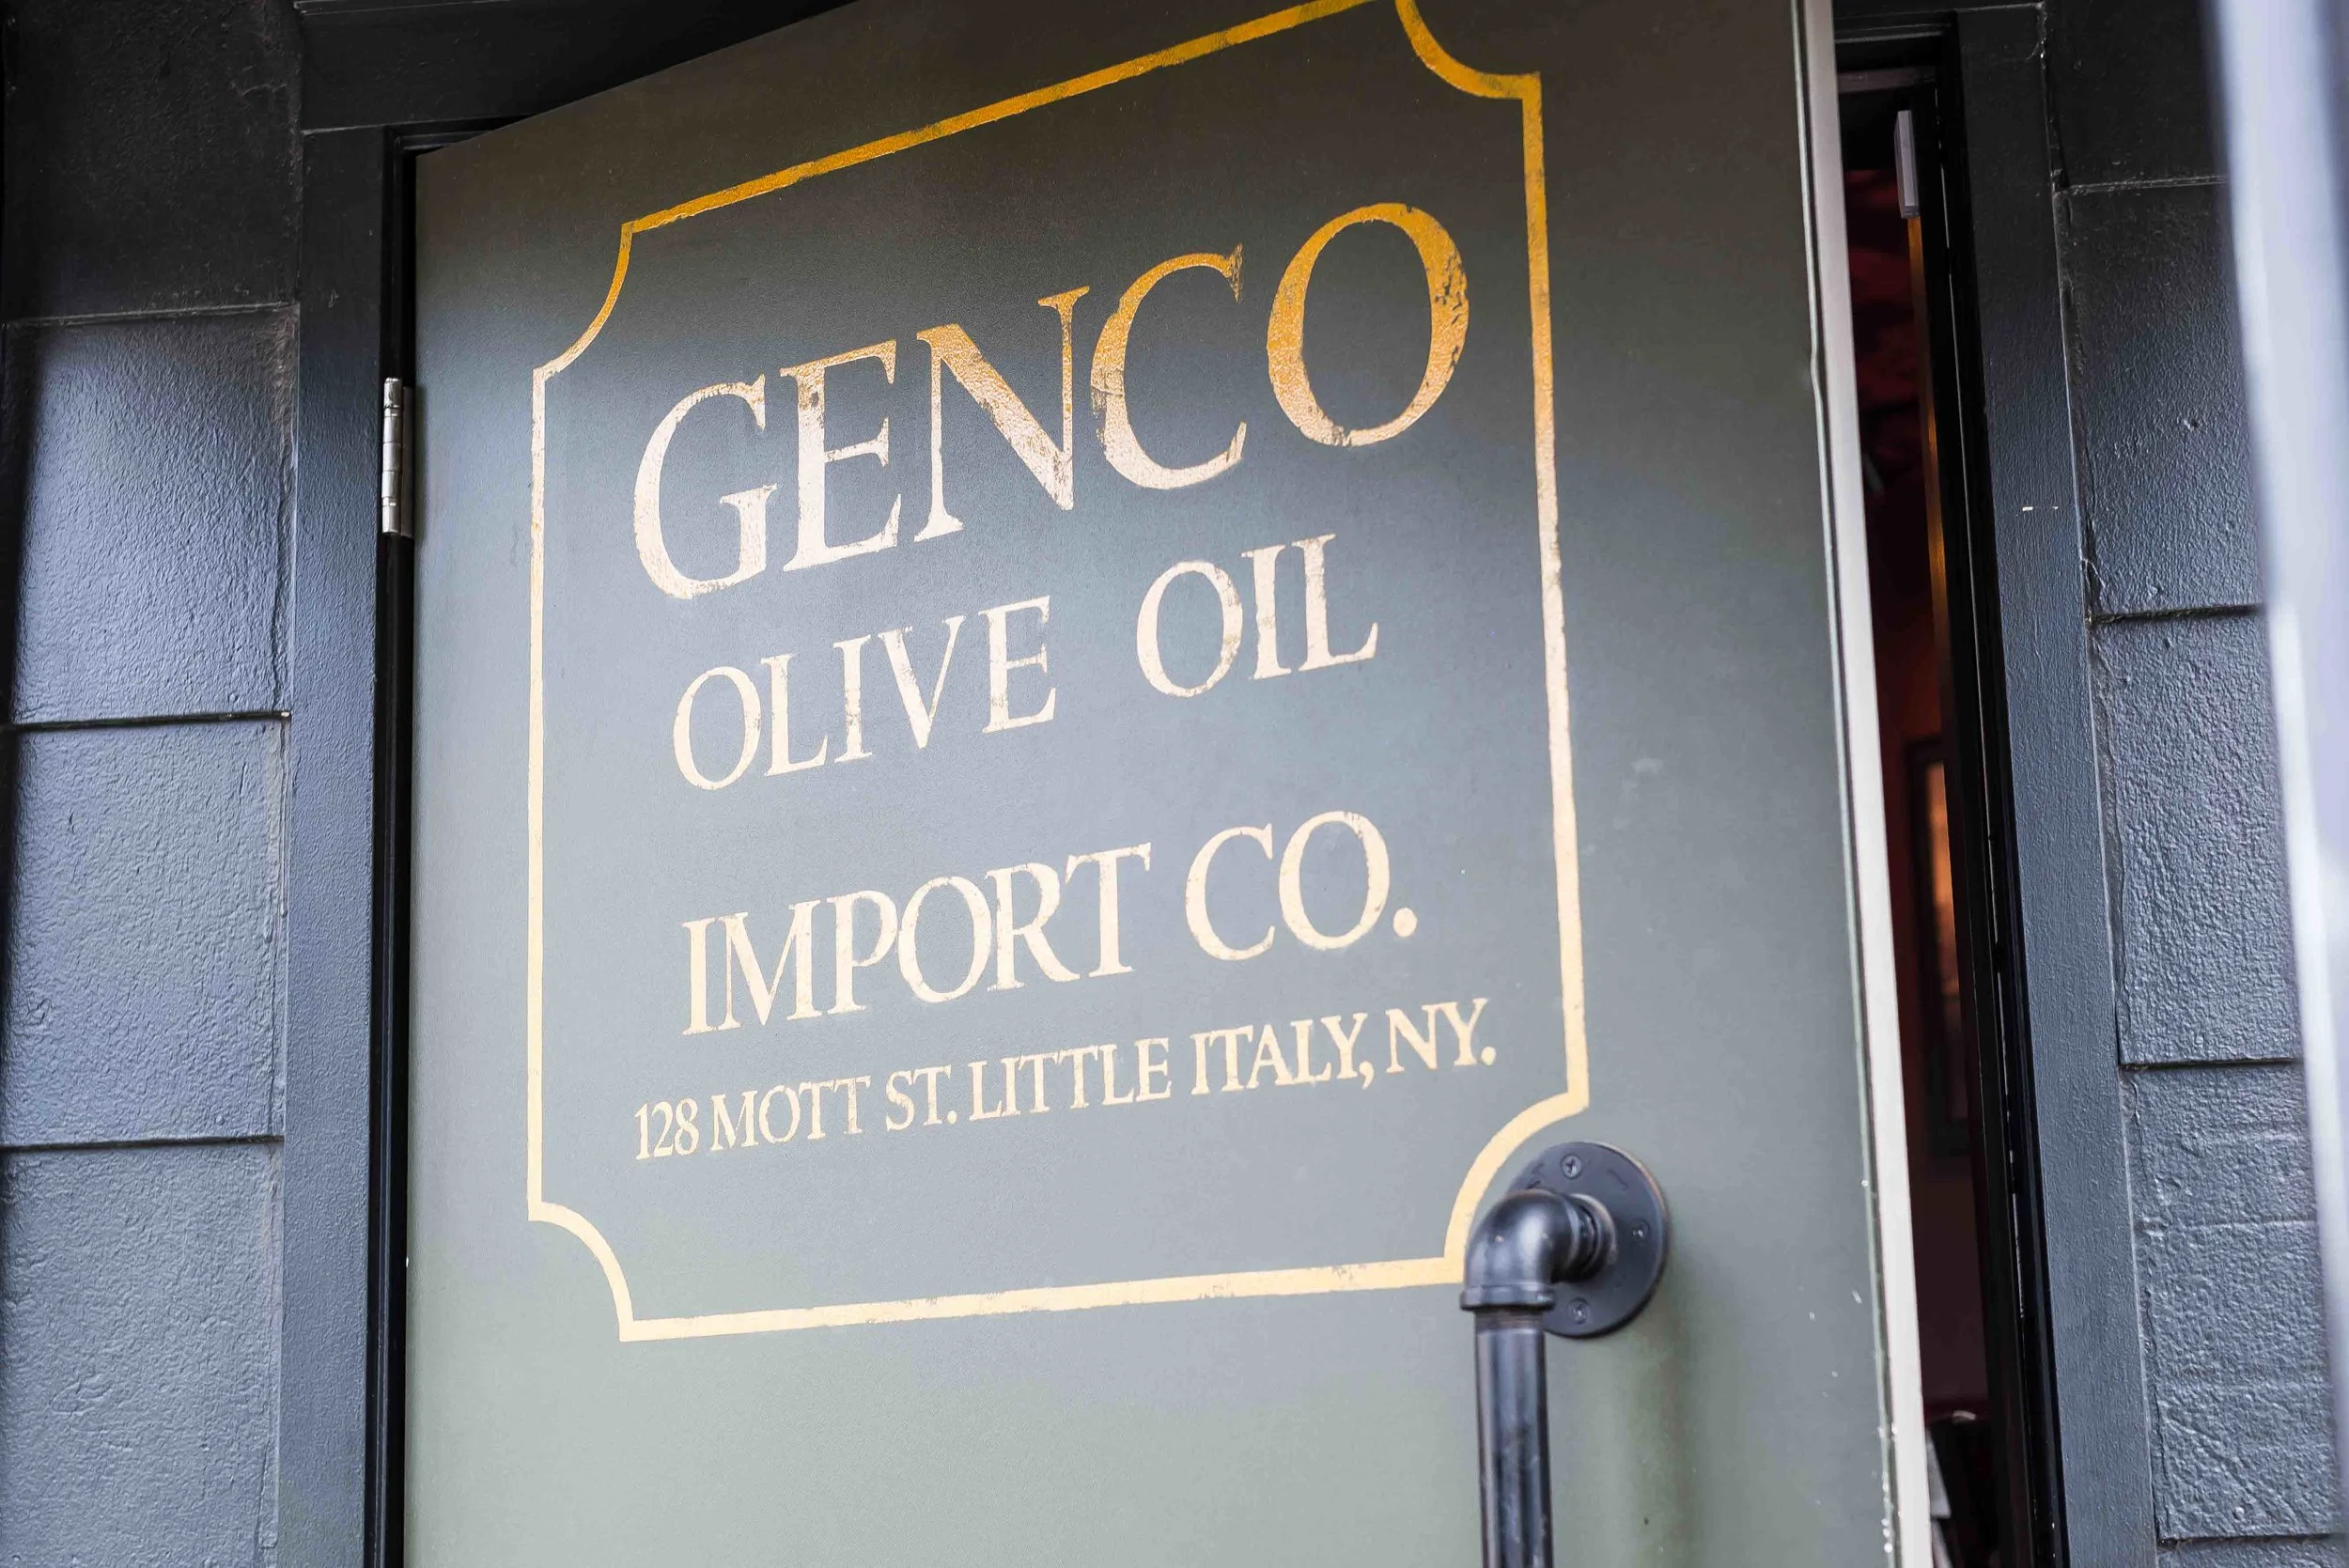 GENCO
OLIVE OIL
IMPORT CO.
128 MOTT ST. LITTLE ITALY, NY.